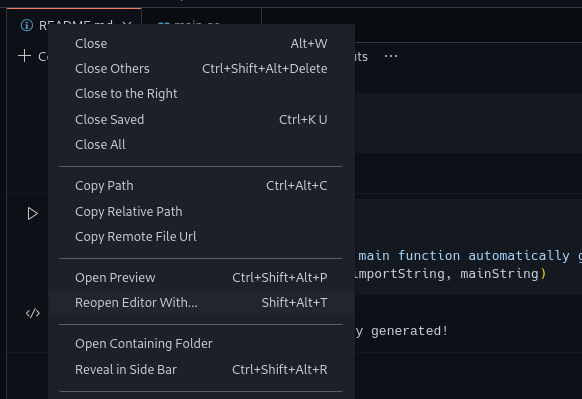 README.md
main.go
Close Alt+W
Close Others Ctrl+Shift+Alt+Delete
Close to the Right
Close Saved Ctrl+K U
Close All
Copy Path Ctrl+Alt+C
Copy Relative Path
Copy Remote File Url
main function automatically
Open Preview Ctrl+Shift+Alt+P
importString, mainString)
Reopen Editor With... Shift+Alt+T
generated!
Open Containing Folder
Reveal in Side Bar Ctrl+Shift+Alt+R